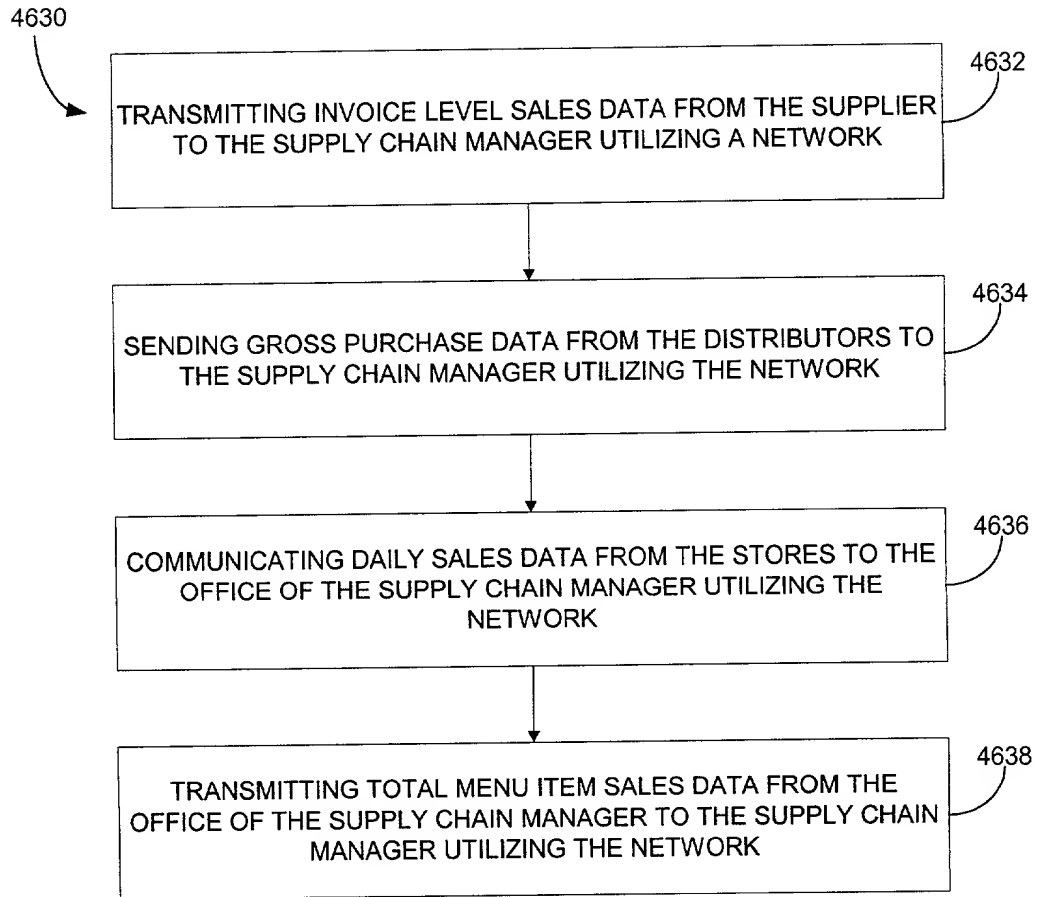 4630
4632
TRANSMITTING INVOICE LEVEL SALES DATA FROM THE SUPPLIER
TO THE SUPPLY CHAIN MANAGER UTILIZING A NETWORK
4634
SENDING GROSS PURCHASE DATA FROM THE DISTRIBUTORS TO
THE SUPPLY CHAIN MANAGER UTILIZING THE NETWORK
4636
COMMUNICATING DAILY SALES DATA FROM THE STORES TO THE
OFFICE OF THE SUPPLY CHAIN MANAGER UTILIZING THE
NETWORK
4638
TRANSMITTING TOTAL MENU ITEM SALES DATA FROM THE
OFFICE OF THE SUPPLY CHAIN MANAGER TO THE SUPPLY CHAIN
MANAGER UTILIZING THE NETWORK